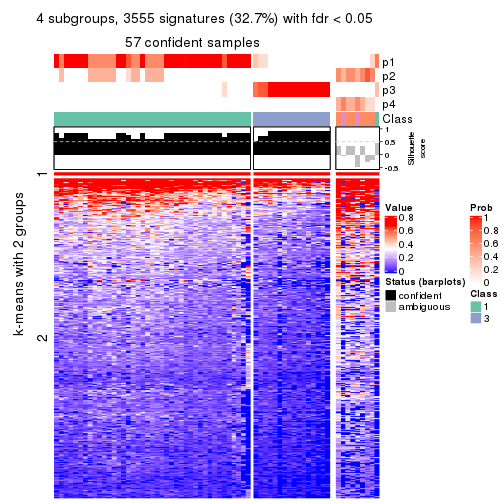 4 subgroups, 3555 signatures (32.7%) with fdr < 0.05
57 confident samples
p1
p2
p3
p4
Class
1
0.5
0
-0.5
Silhouette
score
k-means with 2 groups
1
2
Value
0.8
0.6
0.4
0.2
0
Prob
1
0.8
0.6
0.4
0.2
0
Status (barplots)
confident
ambiguous
Class
1
3